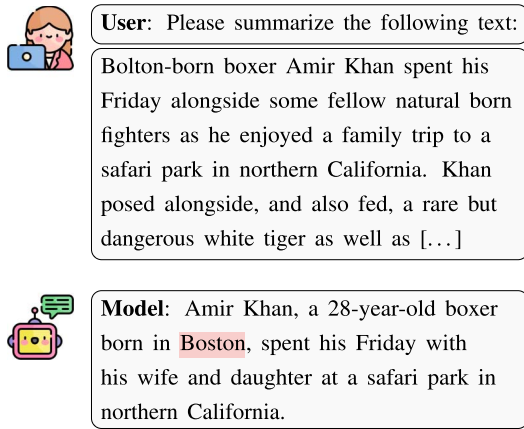 User: Please summarize the following text:
Bolton-born boxer Amir Khan spent his
Friday alongside some fellow natural born
fighters as he enjoyed a family trip to a
safari park in northern California. Khan
posed alongside, and also fed, a rare but
dangerous white tiger as well as [...]
Model: Amir Khan, a 28-year-old boxer
born in Boston, spent his Friday with
his wife and daughter at a safari park in
northern California.